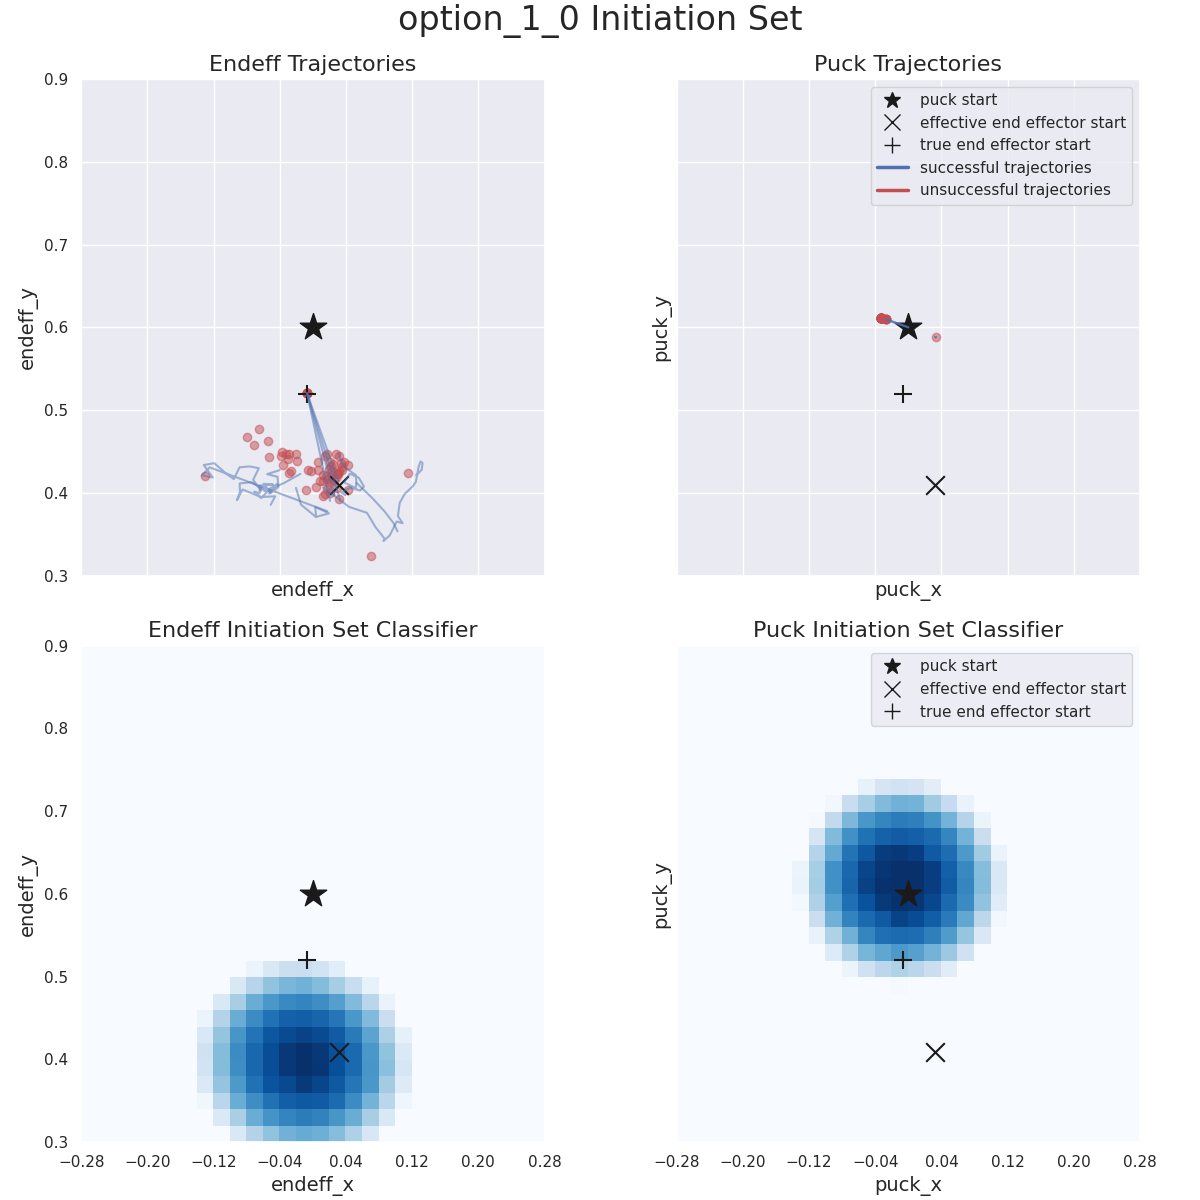 option_1_0 Initiation Set
Endeff Trajectories
Puck Trajectories
0.9
0.8
0.7
0.6
0.5
0.4
0.3
endeff_y
endeff_x
puck_y
puck_x
puck start
effective end effector start
true end effector start
successful trajectories
unsuccessful trajectories
Endeff Initiation Set Classifier
Puck Initiation Set Classifier
0.9
0.8
0.7
0.6
0.5
0.4
0.3
endeff_y
−0.28 −0.20 −0.12 −0.04 0.04 0.12 0.20 0.28
endeff_x
puck_y
puck start
effective end effector start
true end effector start
−0.28 −0.20 −0.12 −0.04 0.04 0.12 0.20 0.28
puck_x